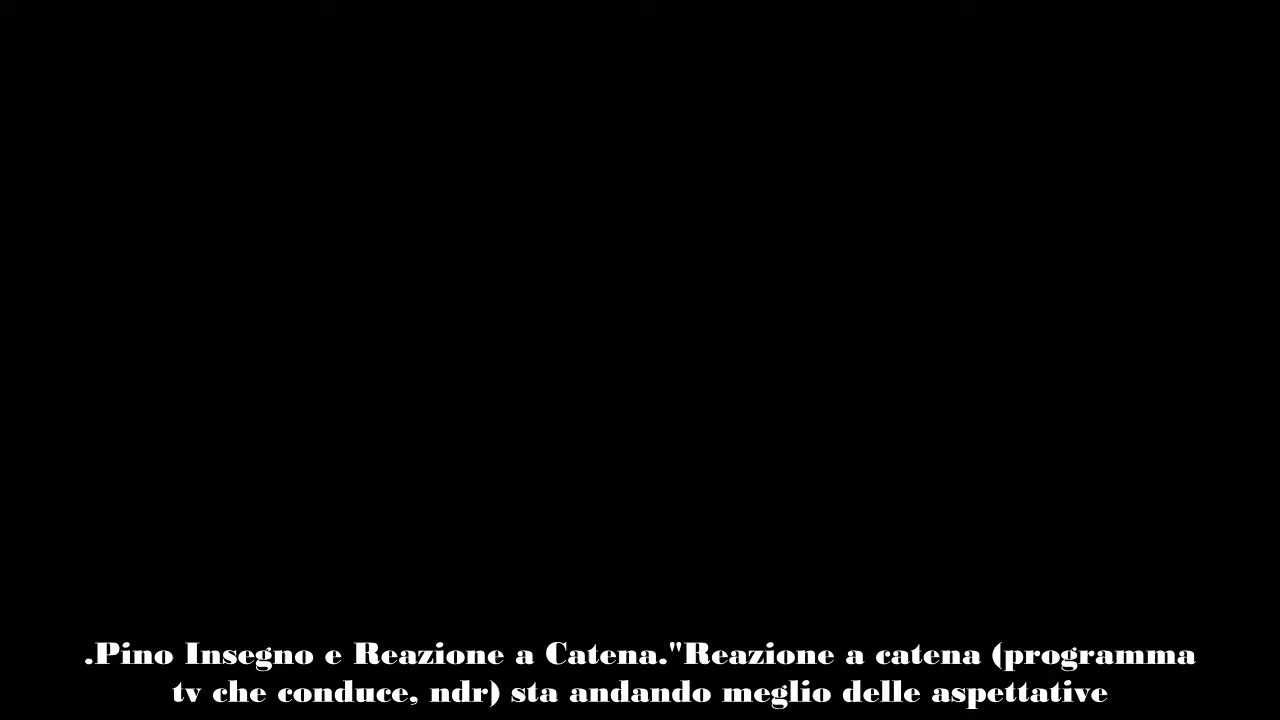 .Pino Insegno e Reazione a Catena."Reazione a catena (programma
tv che conduce, ndr) sta andando meglio delle aspettative